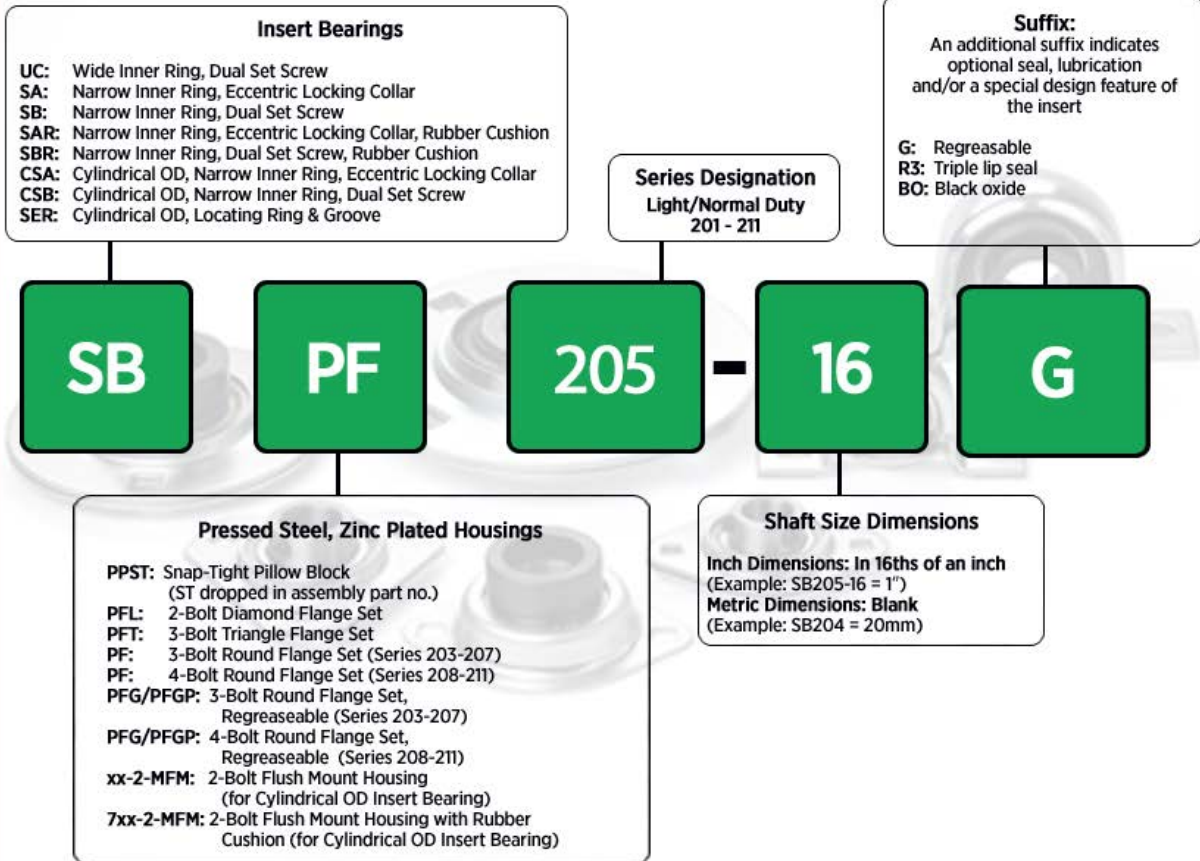 Insert Bearings
UC: Wide Inner Ring, Dual Set Screw
SA: Narrow Inner Ring, Eccentric Locking Collar
SB: Narrow Inner Ring, Dual Set Screw
SAR: Narrow Inner Ring, Eccentric Locking Collar, Rubber Cushion
SBR: Narrow Inner Ring, Dual Set Screw, Rubber Cushion
CSA: Cylindrical OD, Narrow Inner Ring, Eccentric Locking Collar
CSB: Cylindrical OD, Narrow Inner Ring, Dual Set Screw
SER: Cylindrical OD, Locating Ring & Groove
Series Designation
Light/Normal Duty
201 - 211
Suffix:
An additional suffix indicates
optional seal, lubrication
and/or a special design feature of
the insert
G: Regreasable
R3: Triple lip seal
BO: Black oxide
SB PF 205 - 16 G
Pressed Steel, Zinc Plated Housings
PPST: Snap-Tight Pillow Block
(ST dropped in assembly part no.)
PFL: 2-Bolt Diamond Flange Set
PFT: 3-Bolt Triangle Flange Set
PF: 3-Bolt Round Flange Set (Series 203-207)
PF: 4-Bolt Round Flange Set (Series 208-211)
PFG/PFGP: 3-Bolt Round Flange Set,
Regreaseable (Series 203-207)
PFG/PFGP: 4-Bolt Round Flange Set,
Regreaseable (Series 208-211)
xx-2-MFM: 2-Bolt Flush Mount Housing
(for Cylindrical OD Insert Bearing)
7xx-2-MFM: 2-Bolt Flush Mount Housing with Rubber
Cushion (for Cylindrical OD Insert Bearing)
Shaft Size Dimensions
Inch Dimensions: In 16ths of an inch
(Example: SB205-16 = 1")
Metric Dimensions: Blank
(Example: SB204 = 20mm)